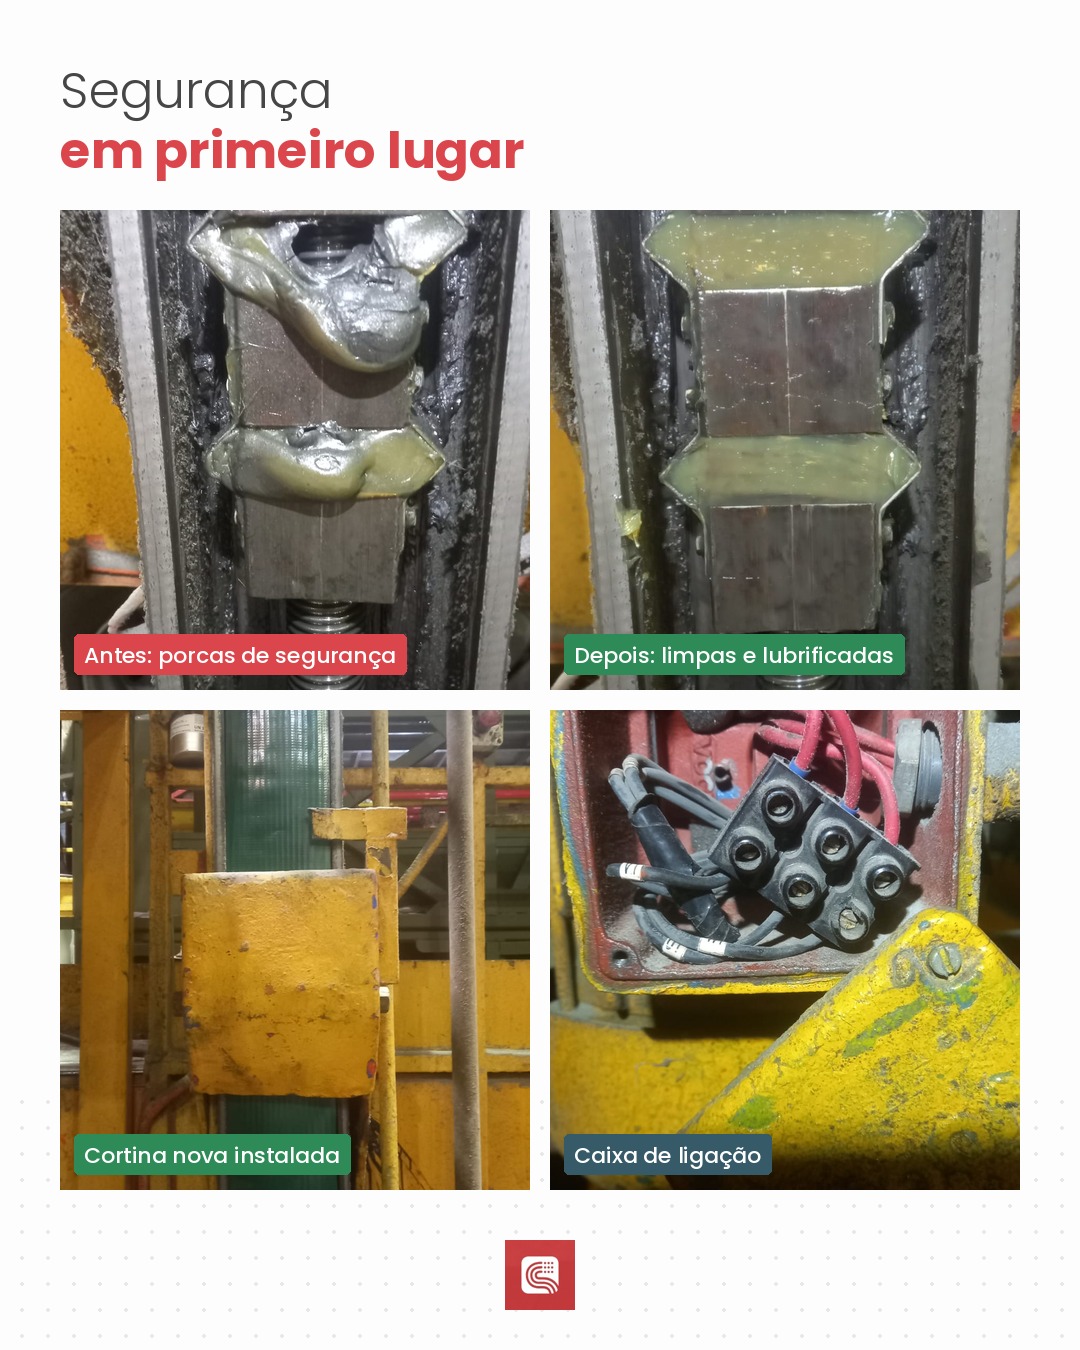 Segurança
em primeiro lugar
Antes: porcas de segurança
Depois: limpas e lubrificadas
Cortina nova instalada
Caixa de ligação